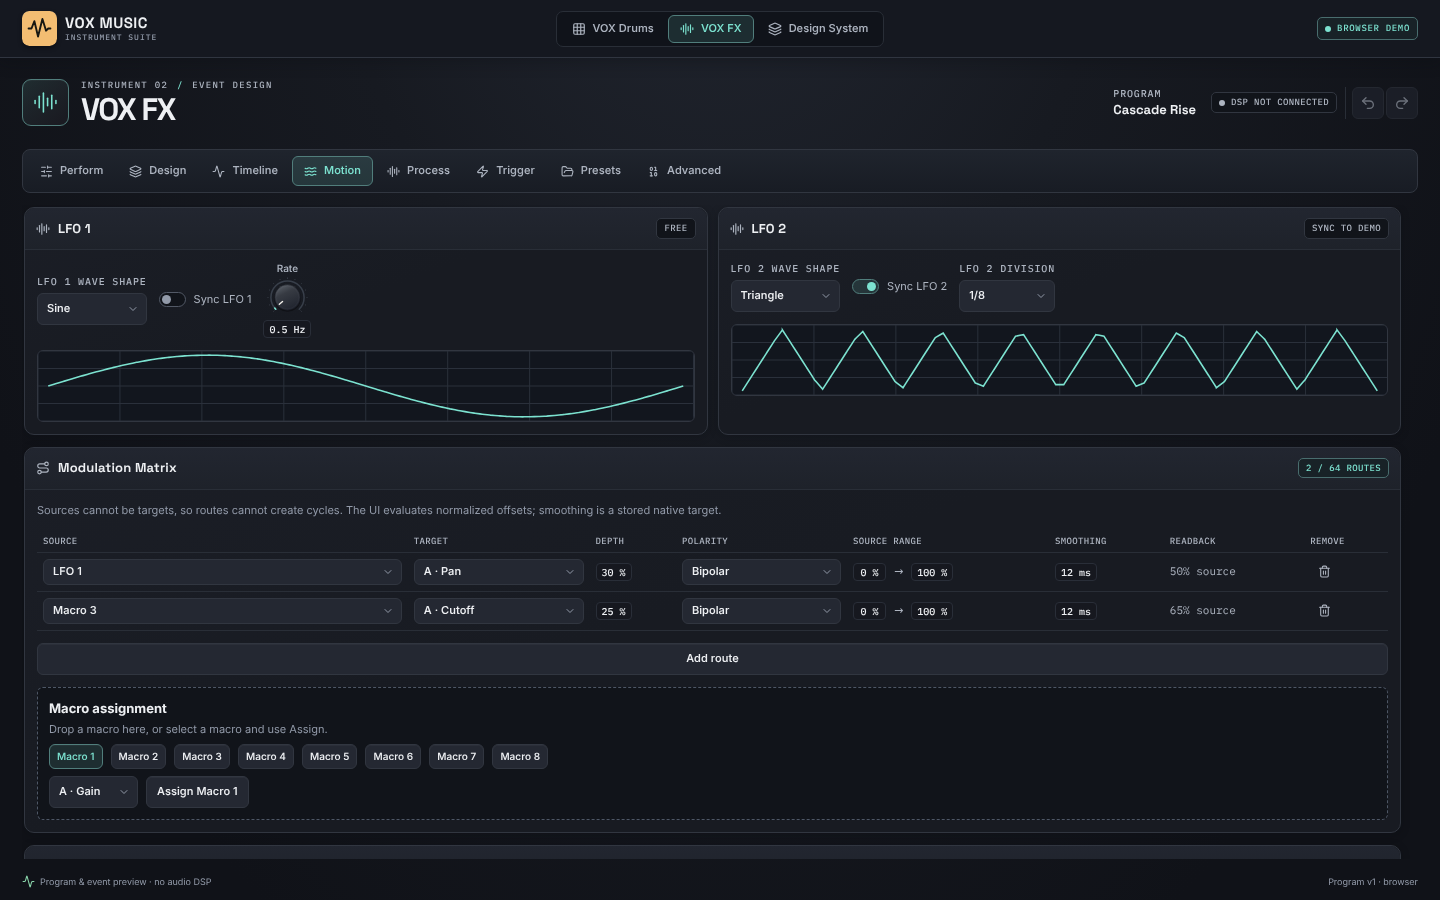 VOX MUSIC
INSTRUMENT SUITE
VOX Drums
VOX FX
Design System
BROWSER DEMO
INSTRUMENT 02 / EVENT DESIGN
VOX FX
PROGRAM
Cascade Rise
DSP NOT CONNECTED
Perform
Design
Timeline
Motion
Process
Trigger
Presets
Advanced
LFO 1
FREE
LFO 1 WAVE SHAPE
Sine
Sync LFO 1
Rate
0.5 Hz
LFO 2
SYNC TO DEMO
LFO 2 WAVE SHAPE
Triangle
Sync LFO 2
LFO 2 DIVISION
1/8
Modulation Matrix
2 / 64 ROUTES
Sources cannot be targets, so routes cannot create cycles. The UI evaluates normalized offsets; smoothing is a stored native target.
SOURCE TARGET DEPTH POLARITY SOURCE RANGE SMOOTHING READBACK REMOVE
LFO 1 A · Pan 30 % Bipolar 0 % → 100 % 12 ms 50% source
Macro 3 A · Cutoff 25 % Bipolar 0 % → 100 % 12 ms 65% source
Add route
Macro assignment
Drop a macro here, or select a macro and use Assign.
Macro 1 Macro 2 Macro 3 Macro 4 Macro 5 Macro 6 Macro 7 Macro 8
A · Gain Assign Macro 1
Program & event preview · no audio DSP
Program v1 · browser